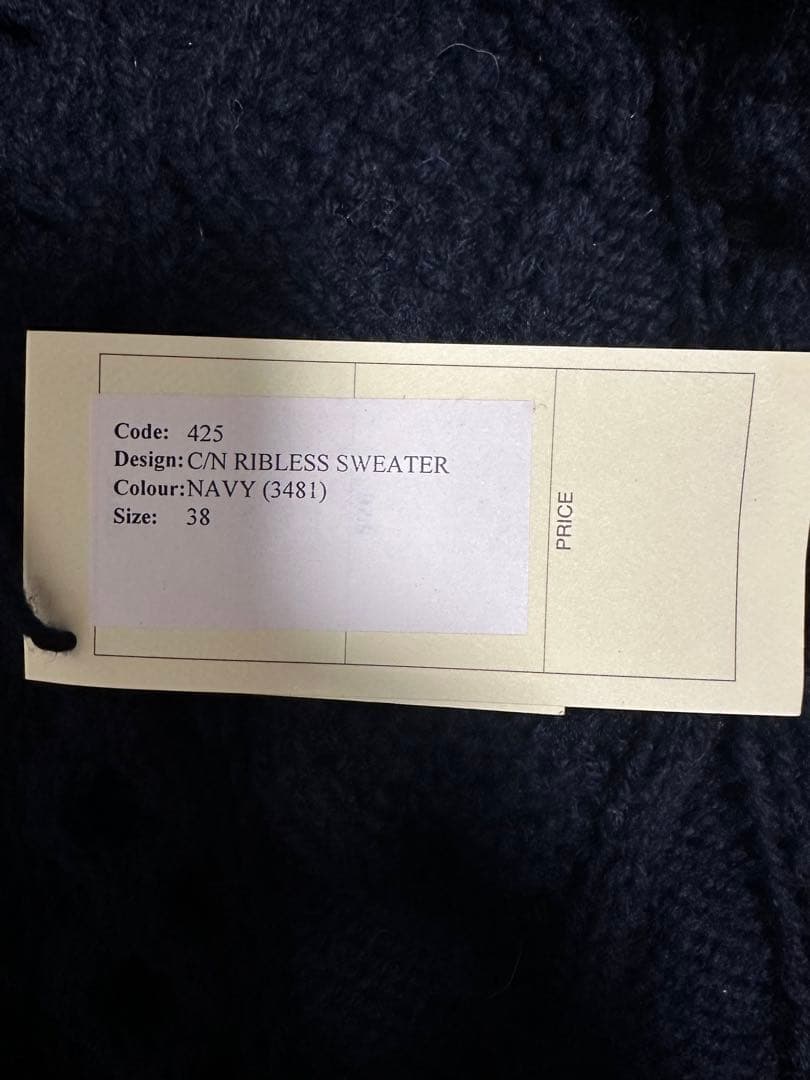 Code: 425
Design: C/N RIBLESS SWEATER
Colour: NAVY (3481)
Size: 38
PRICE